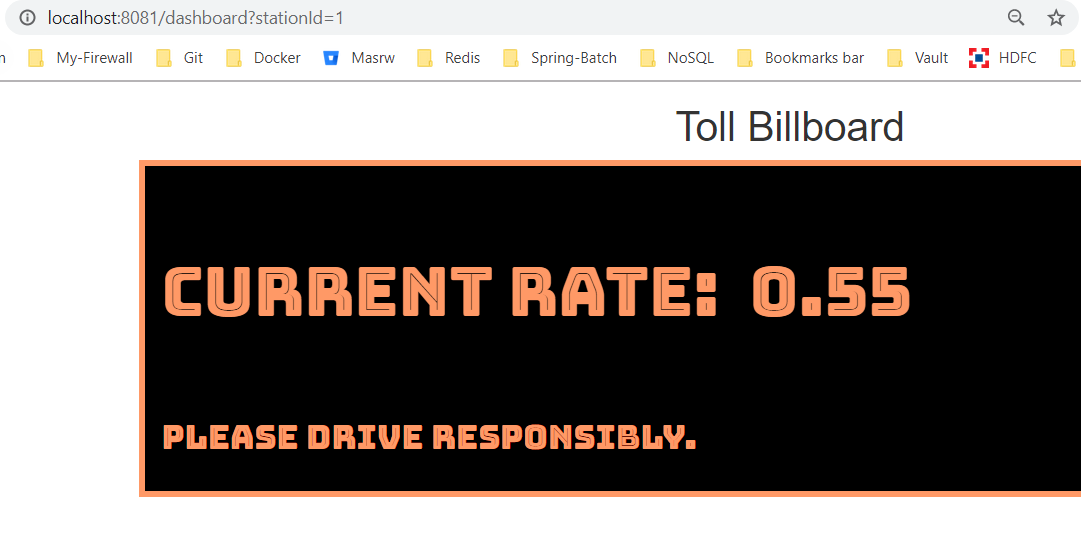 localhost:8081/dashboard?stationId=1
My-Firewall Git Docker Masrw Redis Spring-Batch NoSQL Bookmarks bar Vault HDFC
Toll Billboard
CURRENT RATE: 0.55
PLEASE DRIVE RESPONSIBLY.